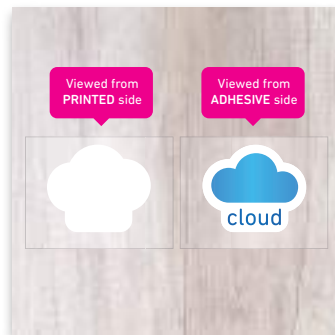 Viewed from
PRINTED side
Viewed from
ADHESIVE side
cloud